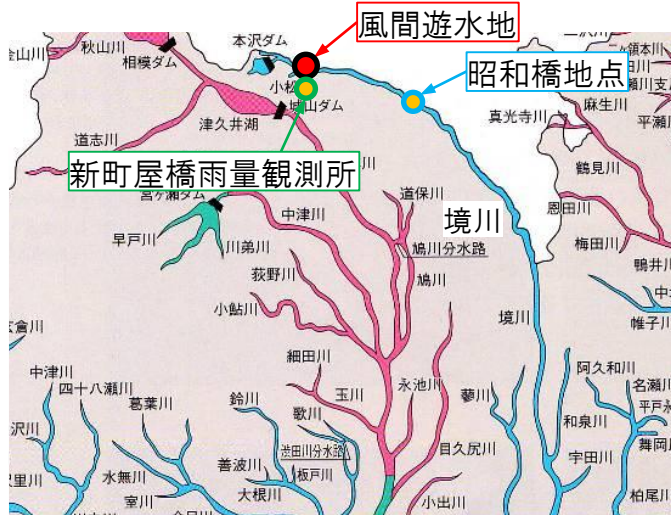 風間遊水地
昭和橋地点
新町屋橋雨量観測所
境川
金山川
秋山川
相模ダム
本沢ダム
小松
城山ダム
津久井湖
道志川
川
宮ヶ瀬ダム
早戸川
川弟川
中津川
道保川
鳩川分水路
鳩川
荻野川
小鮎川
細田川
玉川
永池川
目久尻川
小出川
境川
蓼川
和泉川
宇田川
阿久和川
名瀬川
平戸永
舞岡川
柏尾川
帷子川
鴨井川
梅田川
恩田川
鶴見川
真光寺川
麻生川
平瀬川
中津川
四十八瀬川
葛葉川
鈴川
歌川
渋田川分水路
板戸川
善波川
大根川
水無川
室川
玄倉川